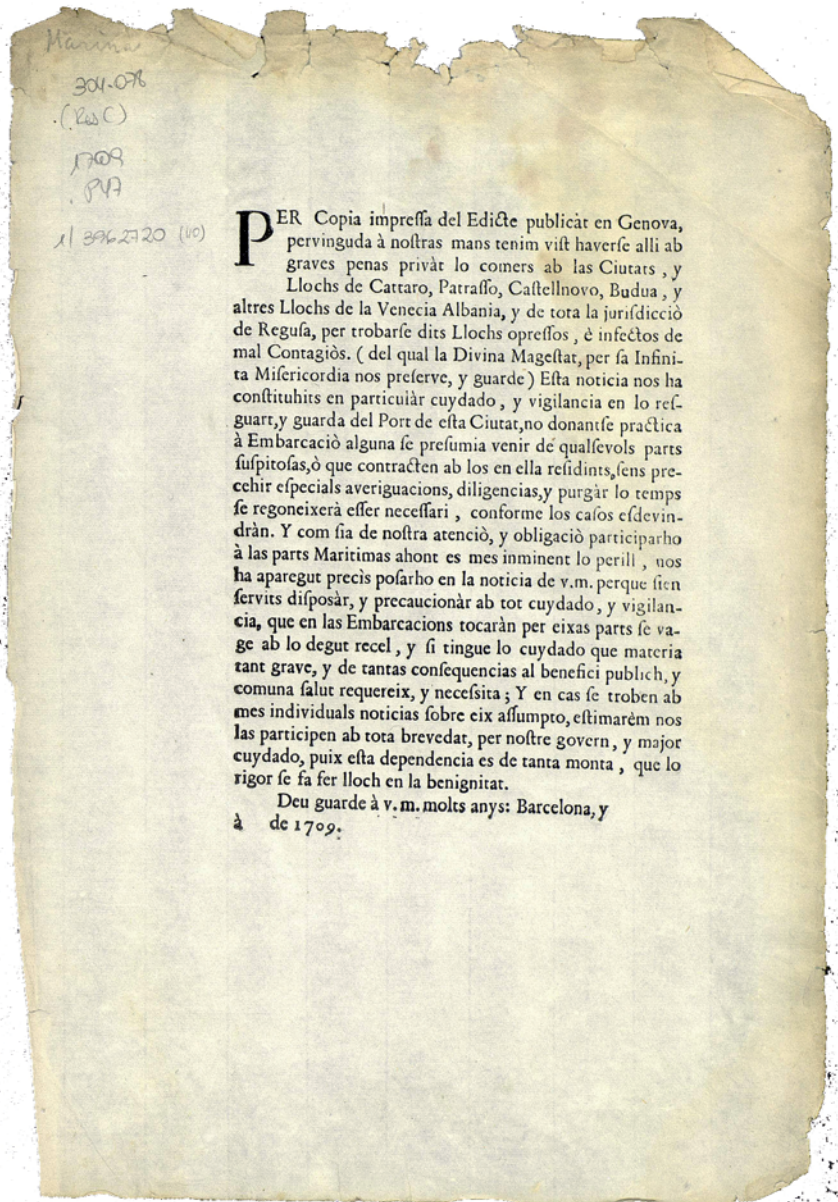 Marina
304-078
(Res C)
1709
P47
1/3962720 (UO)
PER Copia impreſſa del Edicte publicàt en Genova,
pervinguda à noſtras mans tenim viſt haverſe alli ab
graves penas privàt lo comers ab las Ciutats , y
Llochs de Cattaro, Patraſſo, Caſtellnovo, Budua , y
altres Llochs de la Venecia Albania, y de tota la juriſdicciò
de Reguſa, per trobarſe dits Llochs opreſſos , è infectos de
mal Contagiòs. ( del qual la Divina Mageſtat, per ſa Infini-
ta Miſericordia nos preſerve, y guarde ) Eſta noticia nos ha
conſtituhits en particulàr cuydado , y vigilancia en lo reſ-
guart,y guarda del Port de eſta Ciutat,no donantſe practica
à Embarcaciò alguna ſe preſumia venir de qualſevols parts
ſuſpitoſas,ò que contracten ab los en ella reſidints,ſens pre-
cehir eſpecials averiguacions, diligencias,y purgàr lo temps
ſe regoneixerà eſſer neceſſari , conforme los caſos eſdevin-
dràn. Y com ſia de noſtra atenciò, y obligaciò participarho
à las parts Maritimas ahont es mes inminent lo perill , nos
ha aparegut precìs poſarho en la noticia de v.m. perque ſien
ſervits diſposàr, y precaucionàr ab tot cuydado, y vigilan-
cia, que en las Embarcacions tocaràn per eixas parts ſe va-
ge ab lo degut recel , y ſi tingue lo cuydado que materia
tant grave, y de tantas conſequencias al benefici publich, y
comuna ſalut requereix, y neceſsita ; Y en cas ſe troben ab
mes individuals noticias ſobre eix aſſumpto, eſtimarèm nos
las participen ab tota brevedat, per noſtre govern, y major
cuydado, puix eſta dependencia es de tanta monta , que lo
rigor ſe fa fer lloch en la benignitat.
Deu guarde à v.m. molts anys: Barcelona, y
à de 1709.